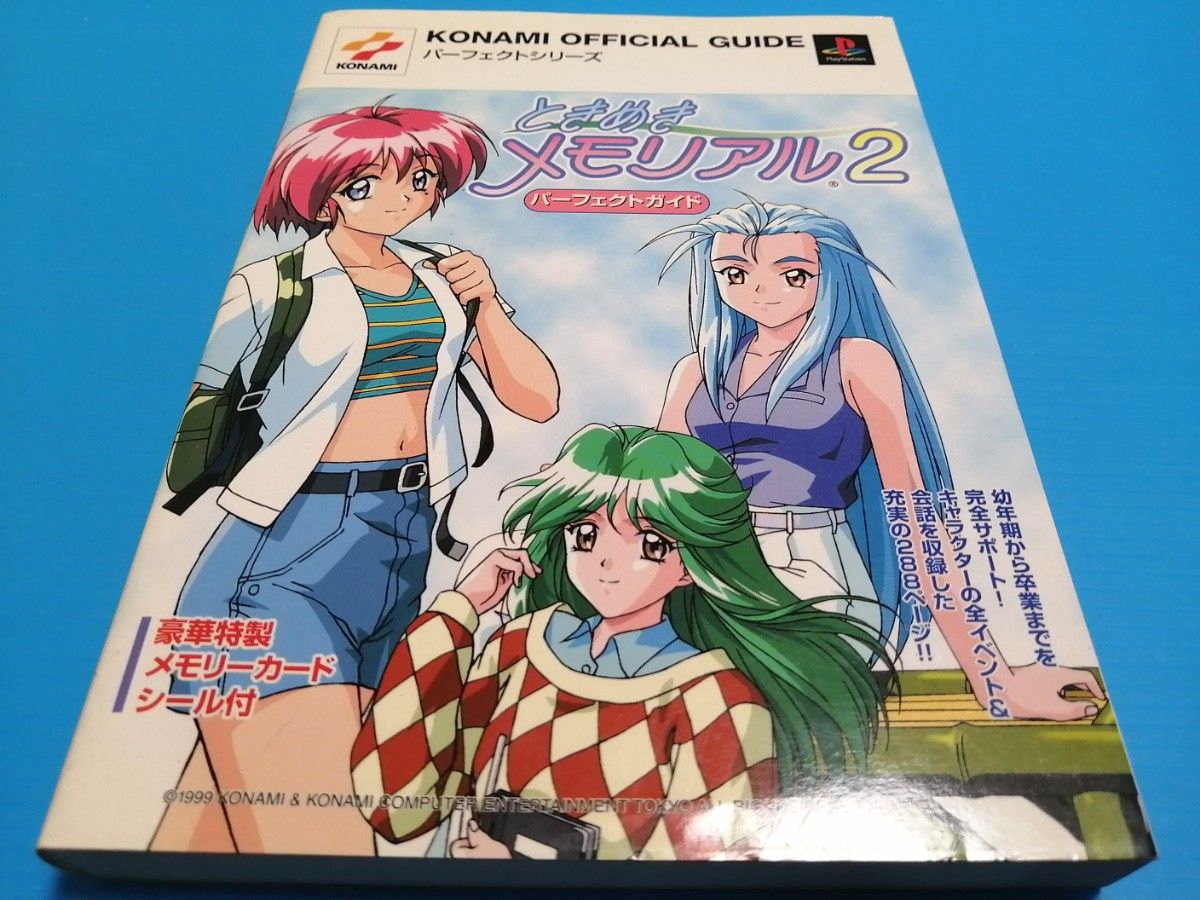 KONAMI
KONAMI OFFICIAL GUIDE
パーフェクトシリーズ
PlayStation
ときめき
メモリアル2
®
パーフェクトガイド
幼年期から卒業までを
完全サポート!
キャラクターの全イベント&
会話を収録した
充実の288ページ!!
豪華特製
メモリーカード
シール付
©1999 KONAMI & KONAMI COMPUTER ENTERTAINMENT TOKYO ALL RIGHTS